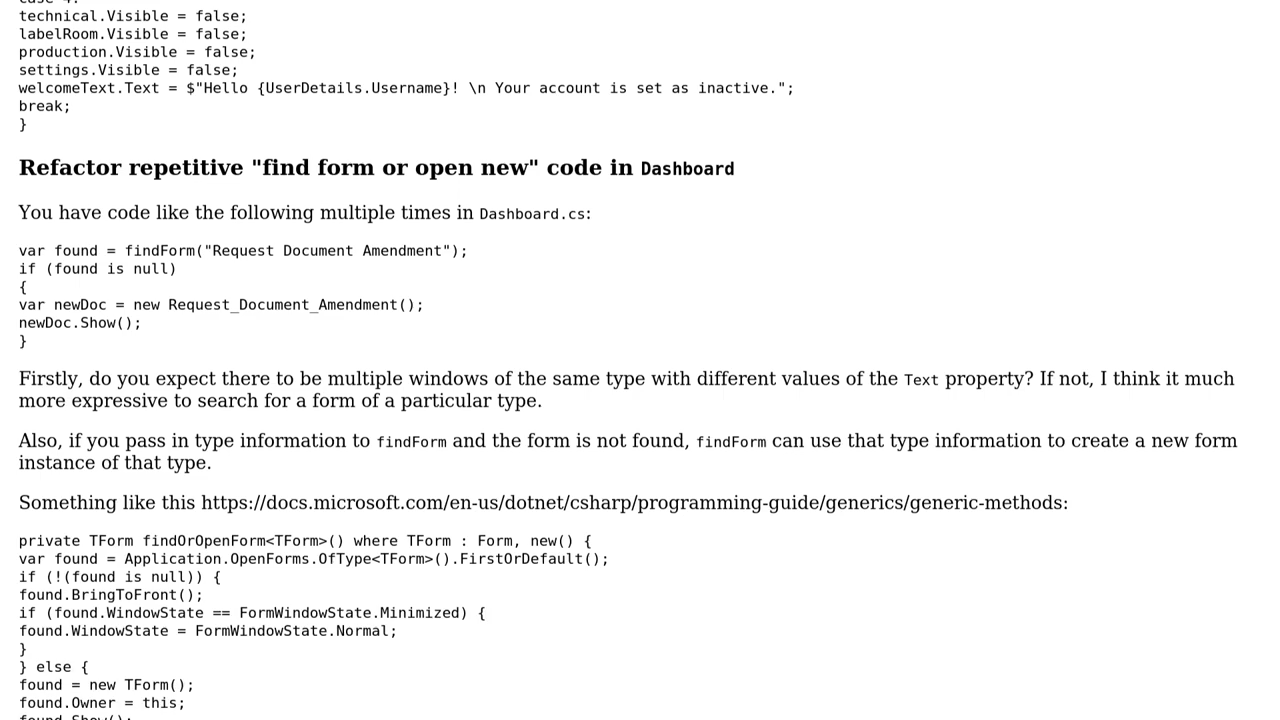 case 4:
technical.Visible = false;
labelRoom.Visible = false;
production.Visible = false;
settings.Visible = false;
welcomeText.Text = $"Hello {UserDetails.Username}! \n Your account is set as inactive.";
break;
}
Refactor repetitive "find form or open new" code in Dashboard
You have code like the following multiple times in Dashboard.cs:
var found = findForm("Request Document Amendment");
if (found is null)
{
var newDoc = new Request_Document_Amendment();
newDoc.Show();
}
Firstly, do you expect there to be multiple windows of the same type with different values of the Text property? If not, I think it much
more expressive to search for a form of a particular type.
Also, if you pass in type information to findForm and the form is not found, findForm can use that type information to create a new form
instance of that type.
Something like this https://docs.microsoft.com/en-us/dotnet/csharp/programming-guide/generics/generic-methods:
private TForm findOrOpenForm<TForm>() where TForm : Form, new() {
var found = Application.OpenForms.OfType<TForm>().FirstOrDefault();
if (!(found is null)) {
found.BringToFront();
if (found.WindowState == FormWindowState.Minimized) {
found.WindowState = FormWindowState.Normal;
}
} else {
found = new TForm();
found.Owner = this;
found.Show();